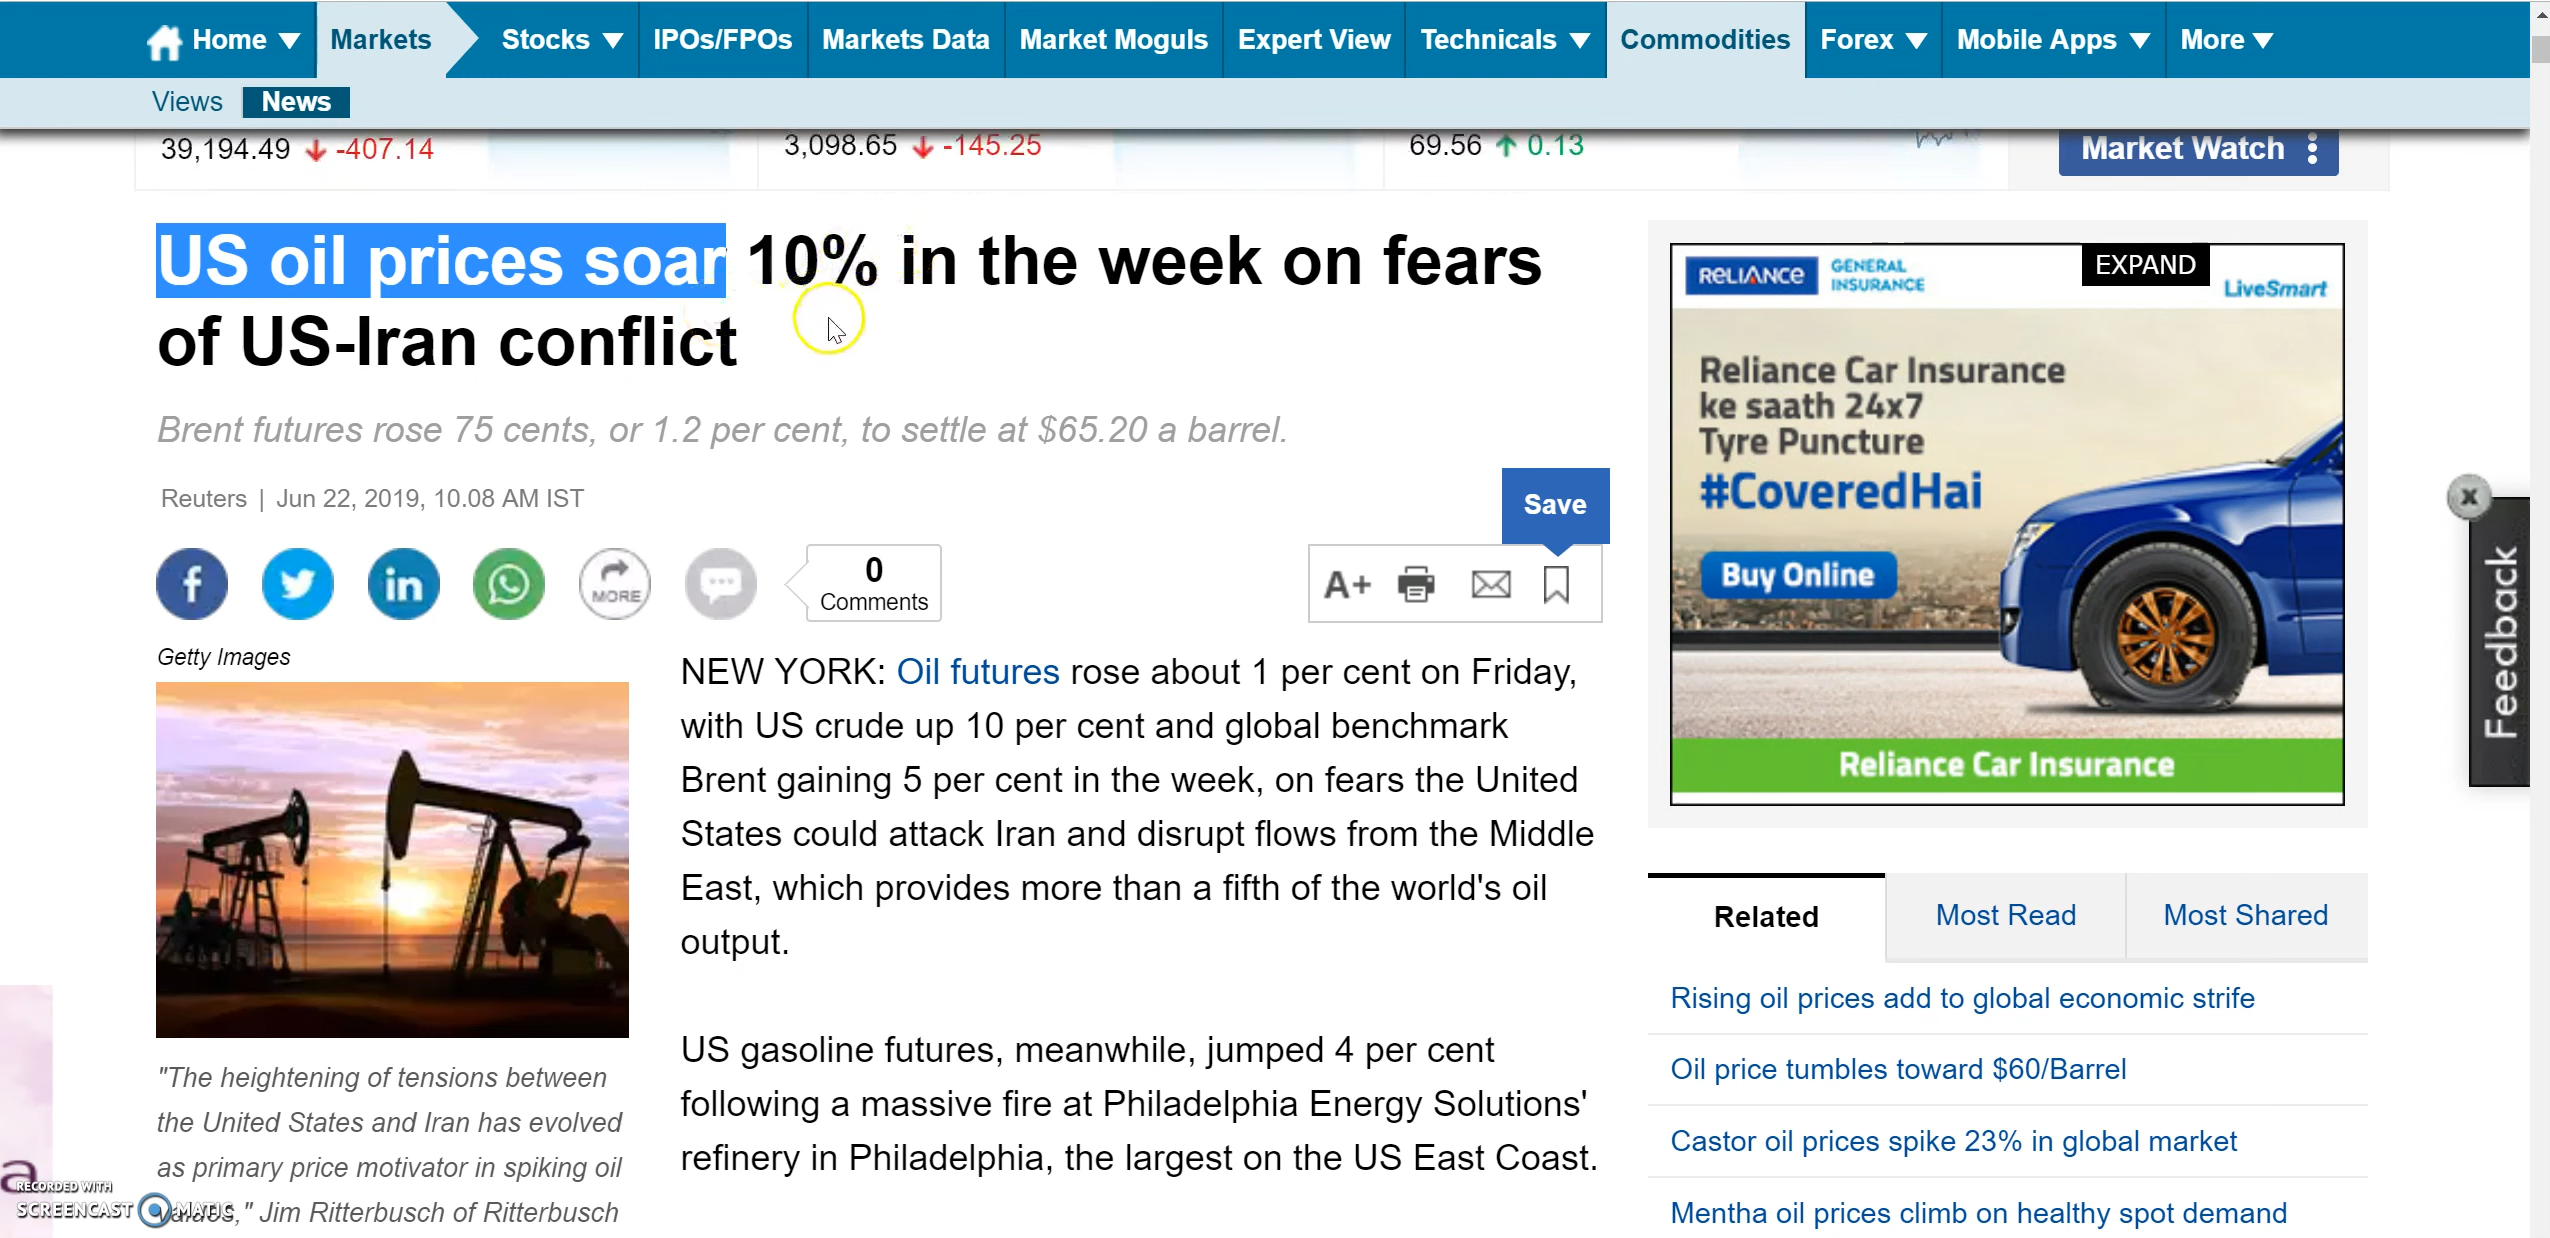 Home Markets Stocks IPOs/FPOs Markets Data Market Moguls Expert View Technicals Commodities Forex Mobile Apps More
Views News
39,194.49 -407.14 3,098.65 -145.25 69.56 0.13 Market Watch
US oil prices soar 10% in the week on fears
of US-Iran conflict
Brent futures rose 75 cents, or 1.2 per cent, to settle at $65.20 a barrel.
Reuters | Jun 22, 2019, 10.08 AM IST
Save
MORE
0
Comments
A+
Getty Images
NEW YORK: Oil futures rose about 1 per cent on Friday,
with US crude up 10 per cent and global benchmark
Brent gaining 5 per cent in the week, on fears the United
States could attack Iran and disrupt flows from the Middle
East, which provides more than a fifth of the world's oil
output.
US gasoline futures, meanwhile, jumped 4 per cent
following a massive fire at Philadelphia Energy Solutions'
refinery in Philadelphia, the largest on the US East Coast.
"The heightening of tensions between
the United States and Iran has evolved
as primary price motivator in spiking oil
," Jim Ritterbusch of Ritterbusch
a
RECORDED WITH
SCREENCAST MATIC
RELIANCE GENERAL
INSURANCE
EXPAND
LiveSmart
Reliance Car Insurance
ke saath 24x7
Tyre Puncture
#CoveredHai
Buy Online
Reliance Car Insurance
x
Feedback
Related Most Read Most Shared
Rising oil prices add to global economic strife
Oil price tumbles toward $60/Barrel
Castor oil prices spike 23% in global market
Mentha oil prices climb on healthy spot demand